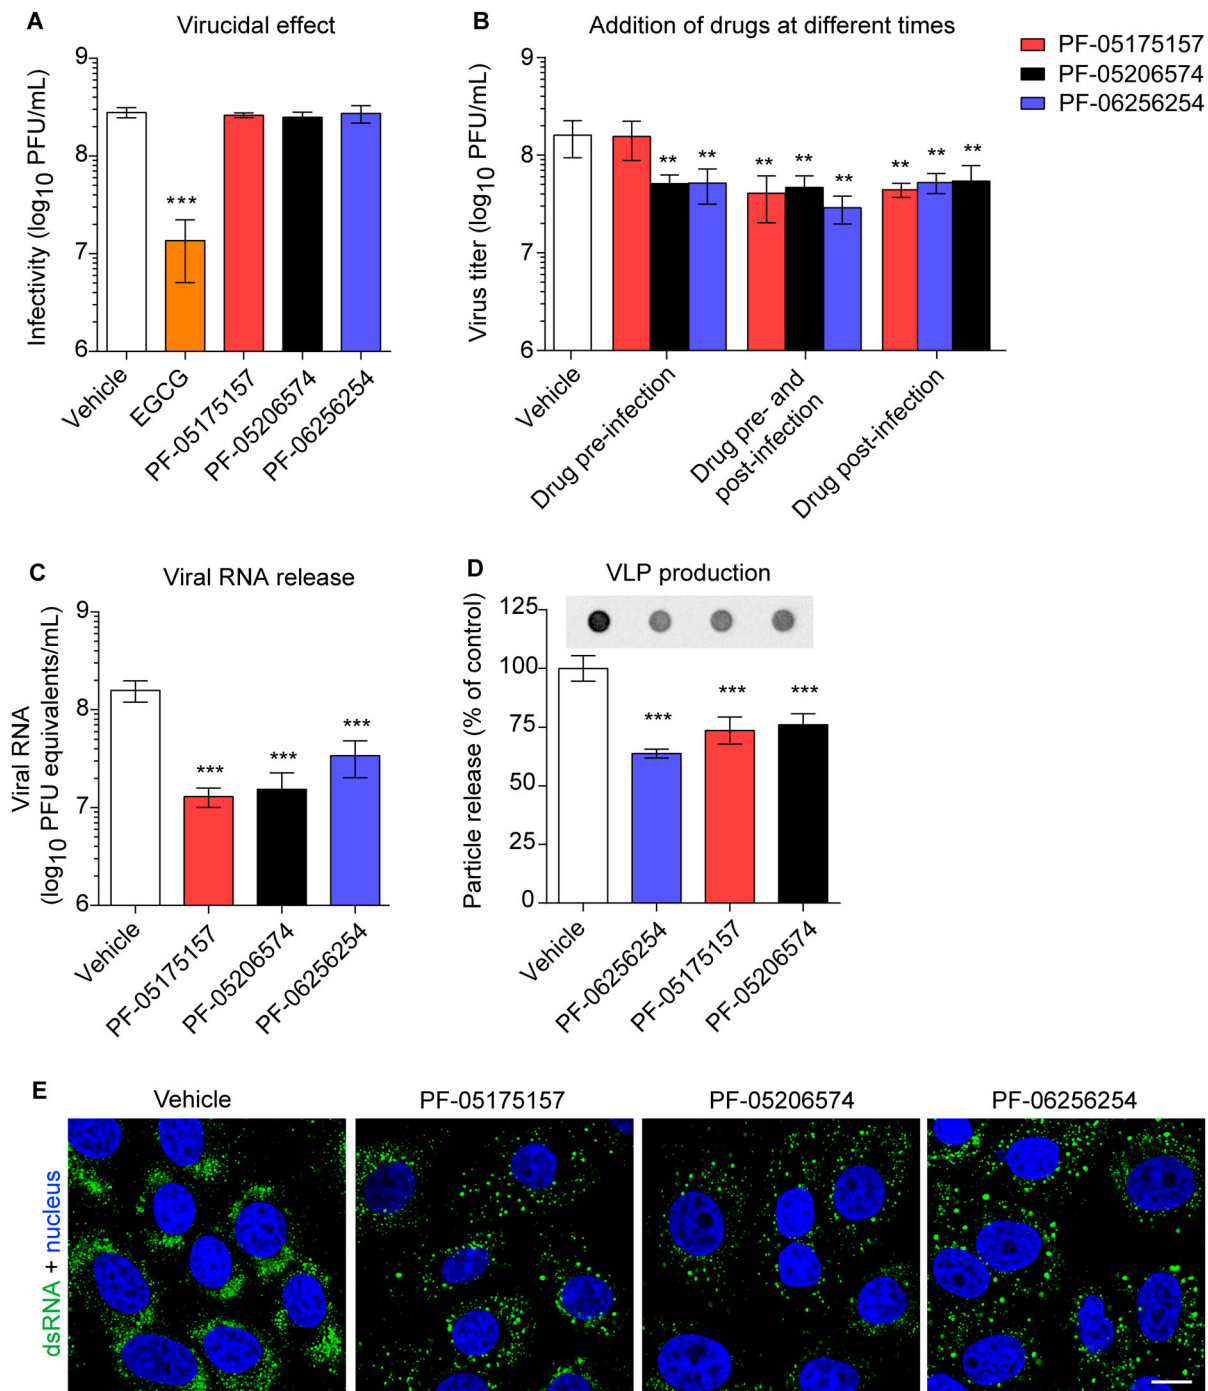 A
Virucidal effect
Infectivity (log10 PFU/mL)
9
8
7
6
***
Vehicle
EGCG
PF-05175157
PF-05206574
PF-06256254
B
Addition of drugs at different times
Virus titer (log10 PFU/mL)
9
8
7
6
** ** ** ** ** ** ** **
Vehicle
Drug pre-infection
Drug pre- and
post-infection
Drug post-infection
PF-05175157
PF-05206574
PF-06256254
C
Viral RNA release
Viral RNA
(log10 PFU equivalents/mL)
9
8
7
6
*** *** ***
Vehicle
PF-05175157
PF-05206574
PF-06256254
D
VLP production
Particle release (% of control)
125
100
75
50
25
0
*** *** ***
Vehicle
PF-06256254
PF-05175157
PF-05206574
E
Vehicle
PF-05175157
PF-05206574
PF-06256254
dsRNA + nucleus